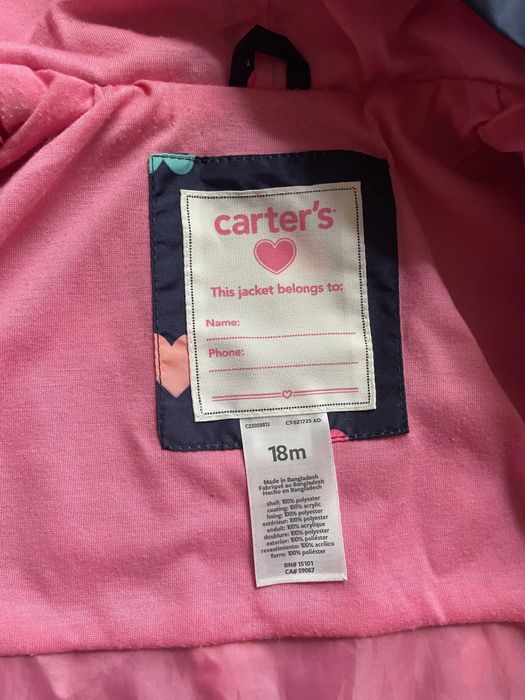 carter's
This jacket belongs to:
Name:
Phone:
C220588TJ CT-521725 AD
18m
Made in Bangladesh
Fabriqué au Bangladesh
Hecho en Bangladesh
shell: 100% polyester
coating: 100% acrylic
lining: 100% polyester
extérieur: 100% polyester
enduit: 100% acrylique
doublure: 100% polyester
exterior: 100% poliéster
revestimiento: 100% acrílico
forro: 100% poliéster
RN# 15101
CA# 59087